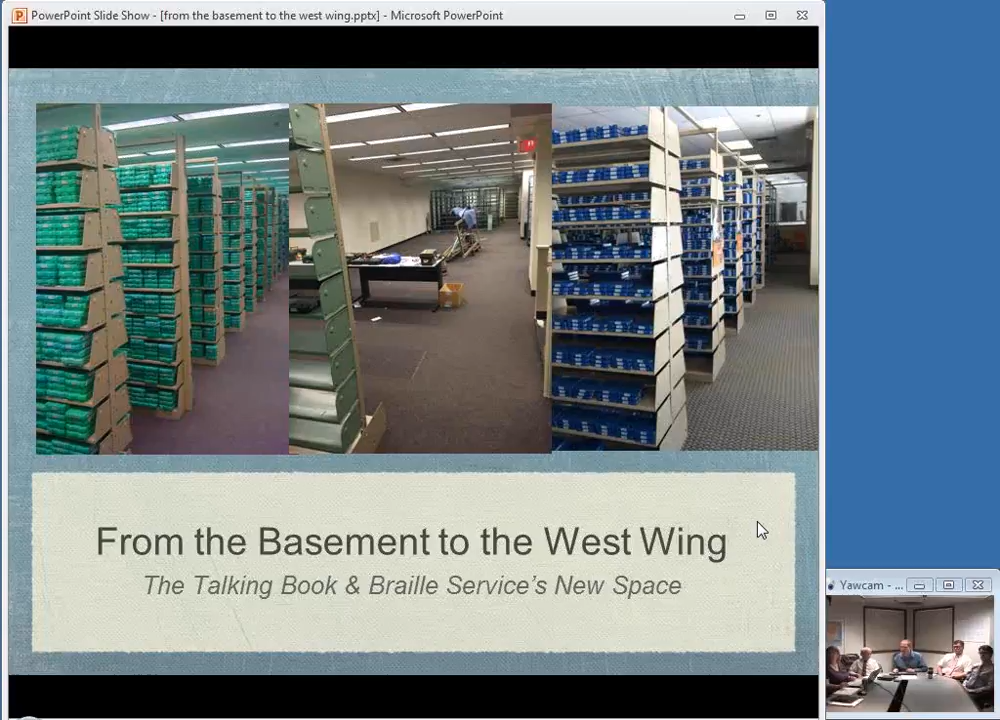 PowerPoint Slide Show - [from the basement to the west wing.pptx] - Microsoft PowerPoint
From the Basement to the West Wing
The Talking Book & Braille Service's New Space
Yawcam - ...